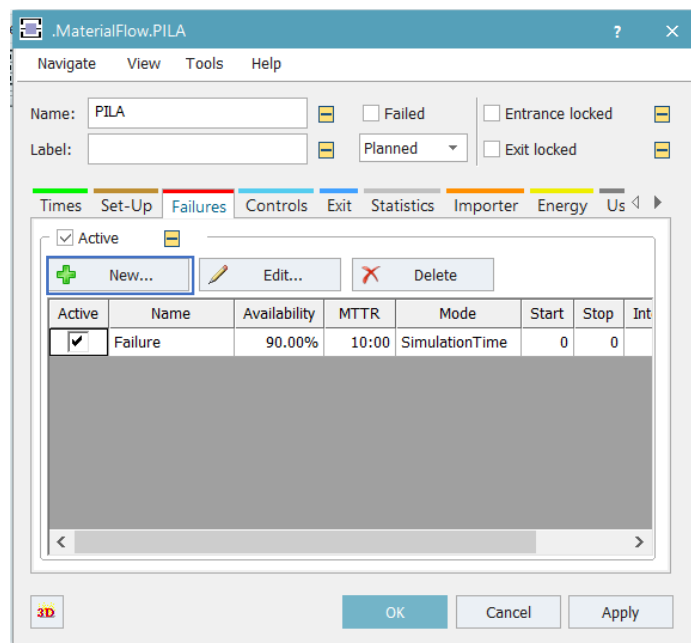 .MaterialFlow.PILA ? ×
Navigate View Tools Help
Name: PILA Failed Entrance locked
Label: Planned Exit locked
Times Set-Up Failures Controls Exit Statistics Importer Energy Us
Active
New... Edit... Delete
Active Name Availability MTTR Mode Start Stop Int
Failure 90.00% 10:00 SimulationTime 0 0
3D OK Cancel Apply